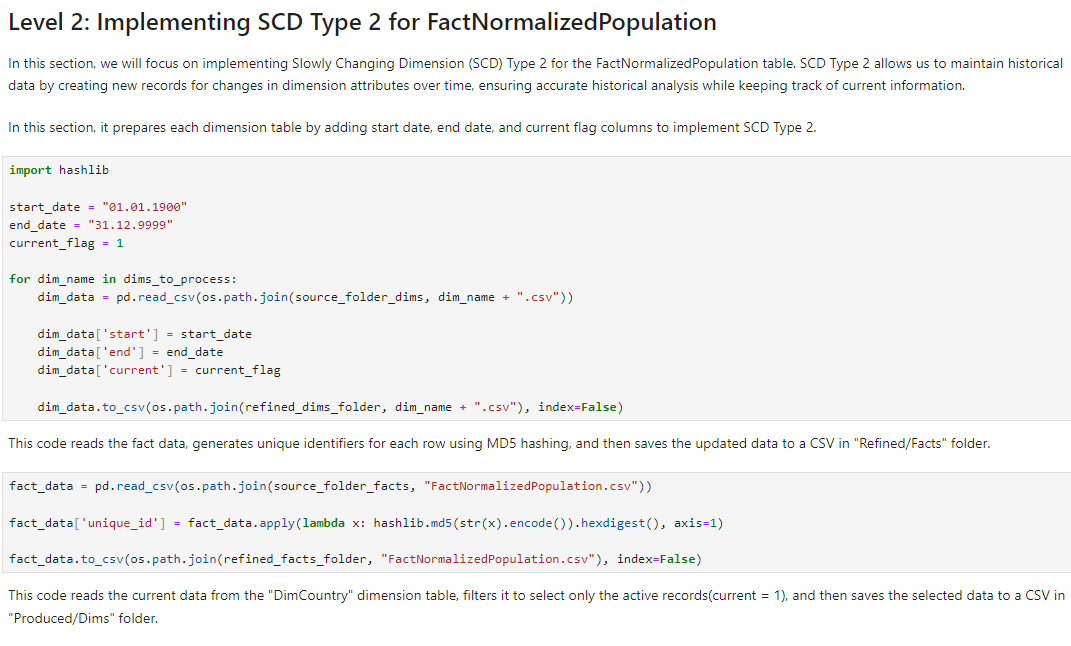 Level 2: Implementing SCD Type 2 for FactNormalizedPopulation
In this section, we will focus on implementing Slowly Changing Dimension (SCD) Type 2 for the FactNormalizedPopulation table. SCD Type 2 allows us to maintain historical
data by creating new records for changes in dimension attributes over time, ensuring accurate historical analysis while keeping track of current information.
In this section, it prepares each dimension table by adding start date, end date, and current flag columns to implement SCD Type 2.
import hashlib
start_date = "01.01.1900"
end_date = "31.12.9999"
current_flag = 1
for dim_name in dims_to_process:
    dim_data = pd.read_csv(os.path.join(source_folder_dims, dim_name + ".csv"))
    dim_data['start'] = start_date
    dim_data['end'] = end_date
    dim_data['current'] = current_flag
    dim_data.to_csv(os.path.join(refined_dims_folder, dim_name + ".csv"), index=False)
This code reads the fact data, generates unique identifiers for each row using MD5 hashing, and then saves the updated data to a CSV in "Refined/Facts" folder.
fact_data = pd.read_csv(os.path.join(source_folder_facts, "FactNormalizedPopulation.csv"))
fact_data['unique_id'] = fact_data.apply(lambda x: hashlib.md5(str(x).encode()).hexdigest(), axis=1)
fact_data.to_csv(os.path.join(refined_facts_folder, "FactNormalizedPopulation.csv"), index=False)
This code reads the current data from the "DimCountry" dimension table, filters it to select only the active records(current = 1), and then saves the selected data to a CSV in
"Produced/Dims" folder.